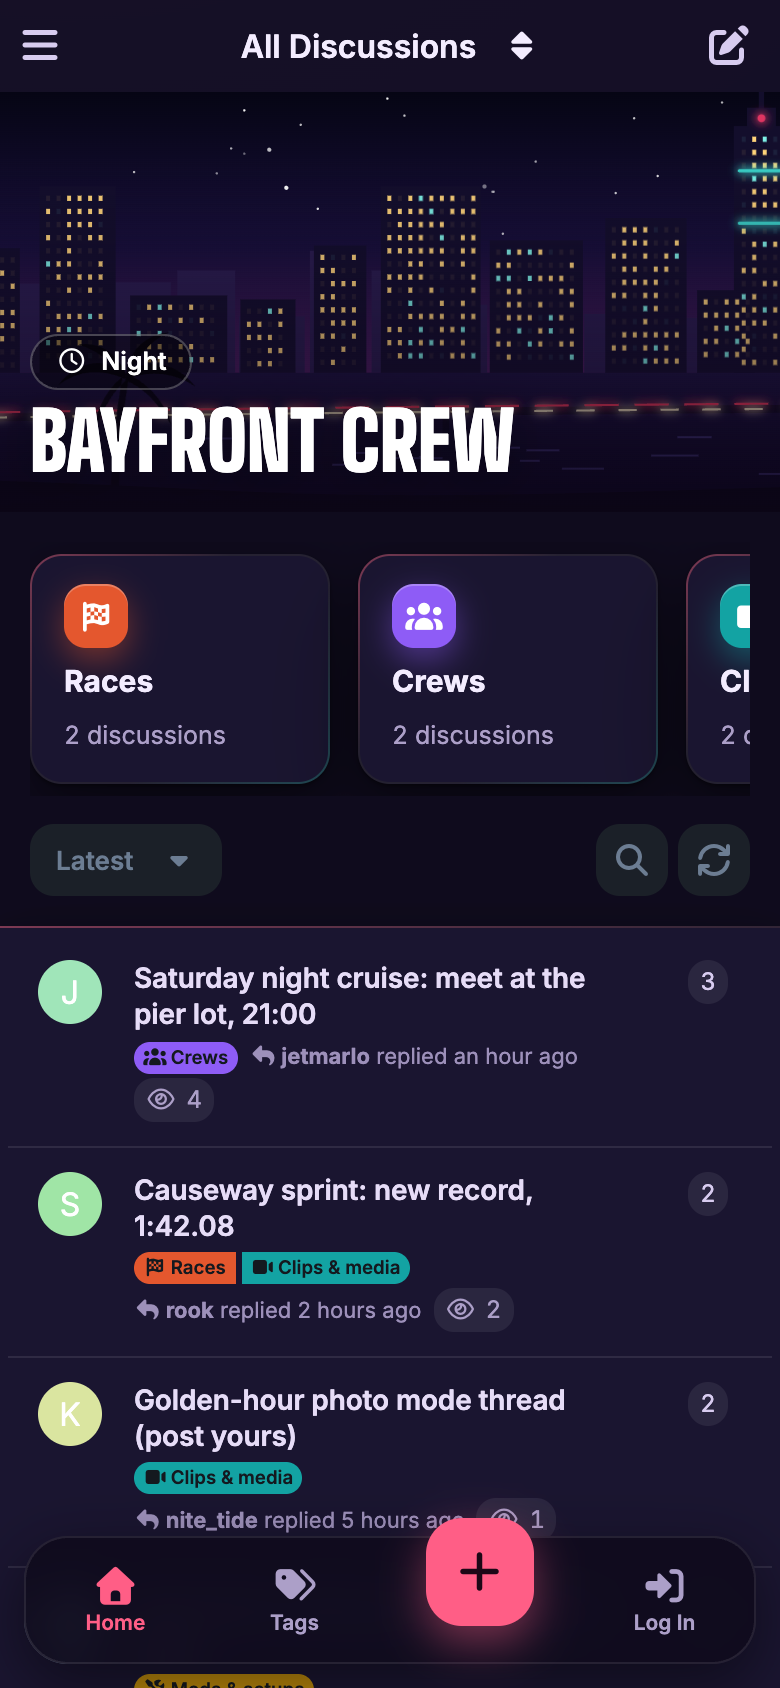 All Discussions
Night
BAYFRONT CREW
Races
2 discussions
Crews
2 discussions
Cl
2
Latest
J
Saturday night cruise: meet at the
pier lot, 21:00
3
Crews jetmarlo replied an hour ago
4
S
Causeway sprint: new record,
1:42.08
2
Races Clips & media
rook replied 2 hours ago 2
K
Golden-hour photo mode thread
(post yours)
2
Clips & media
nite_tide replied 5 hours ago 1
Home
Tags
Log In